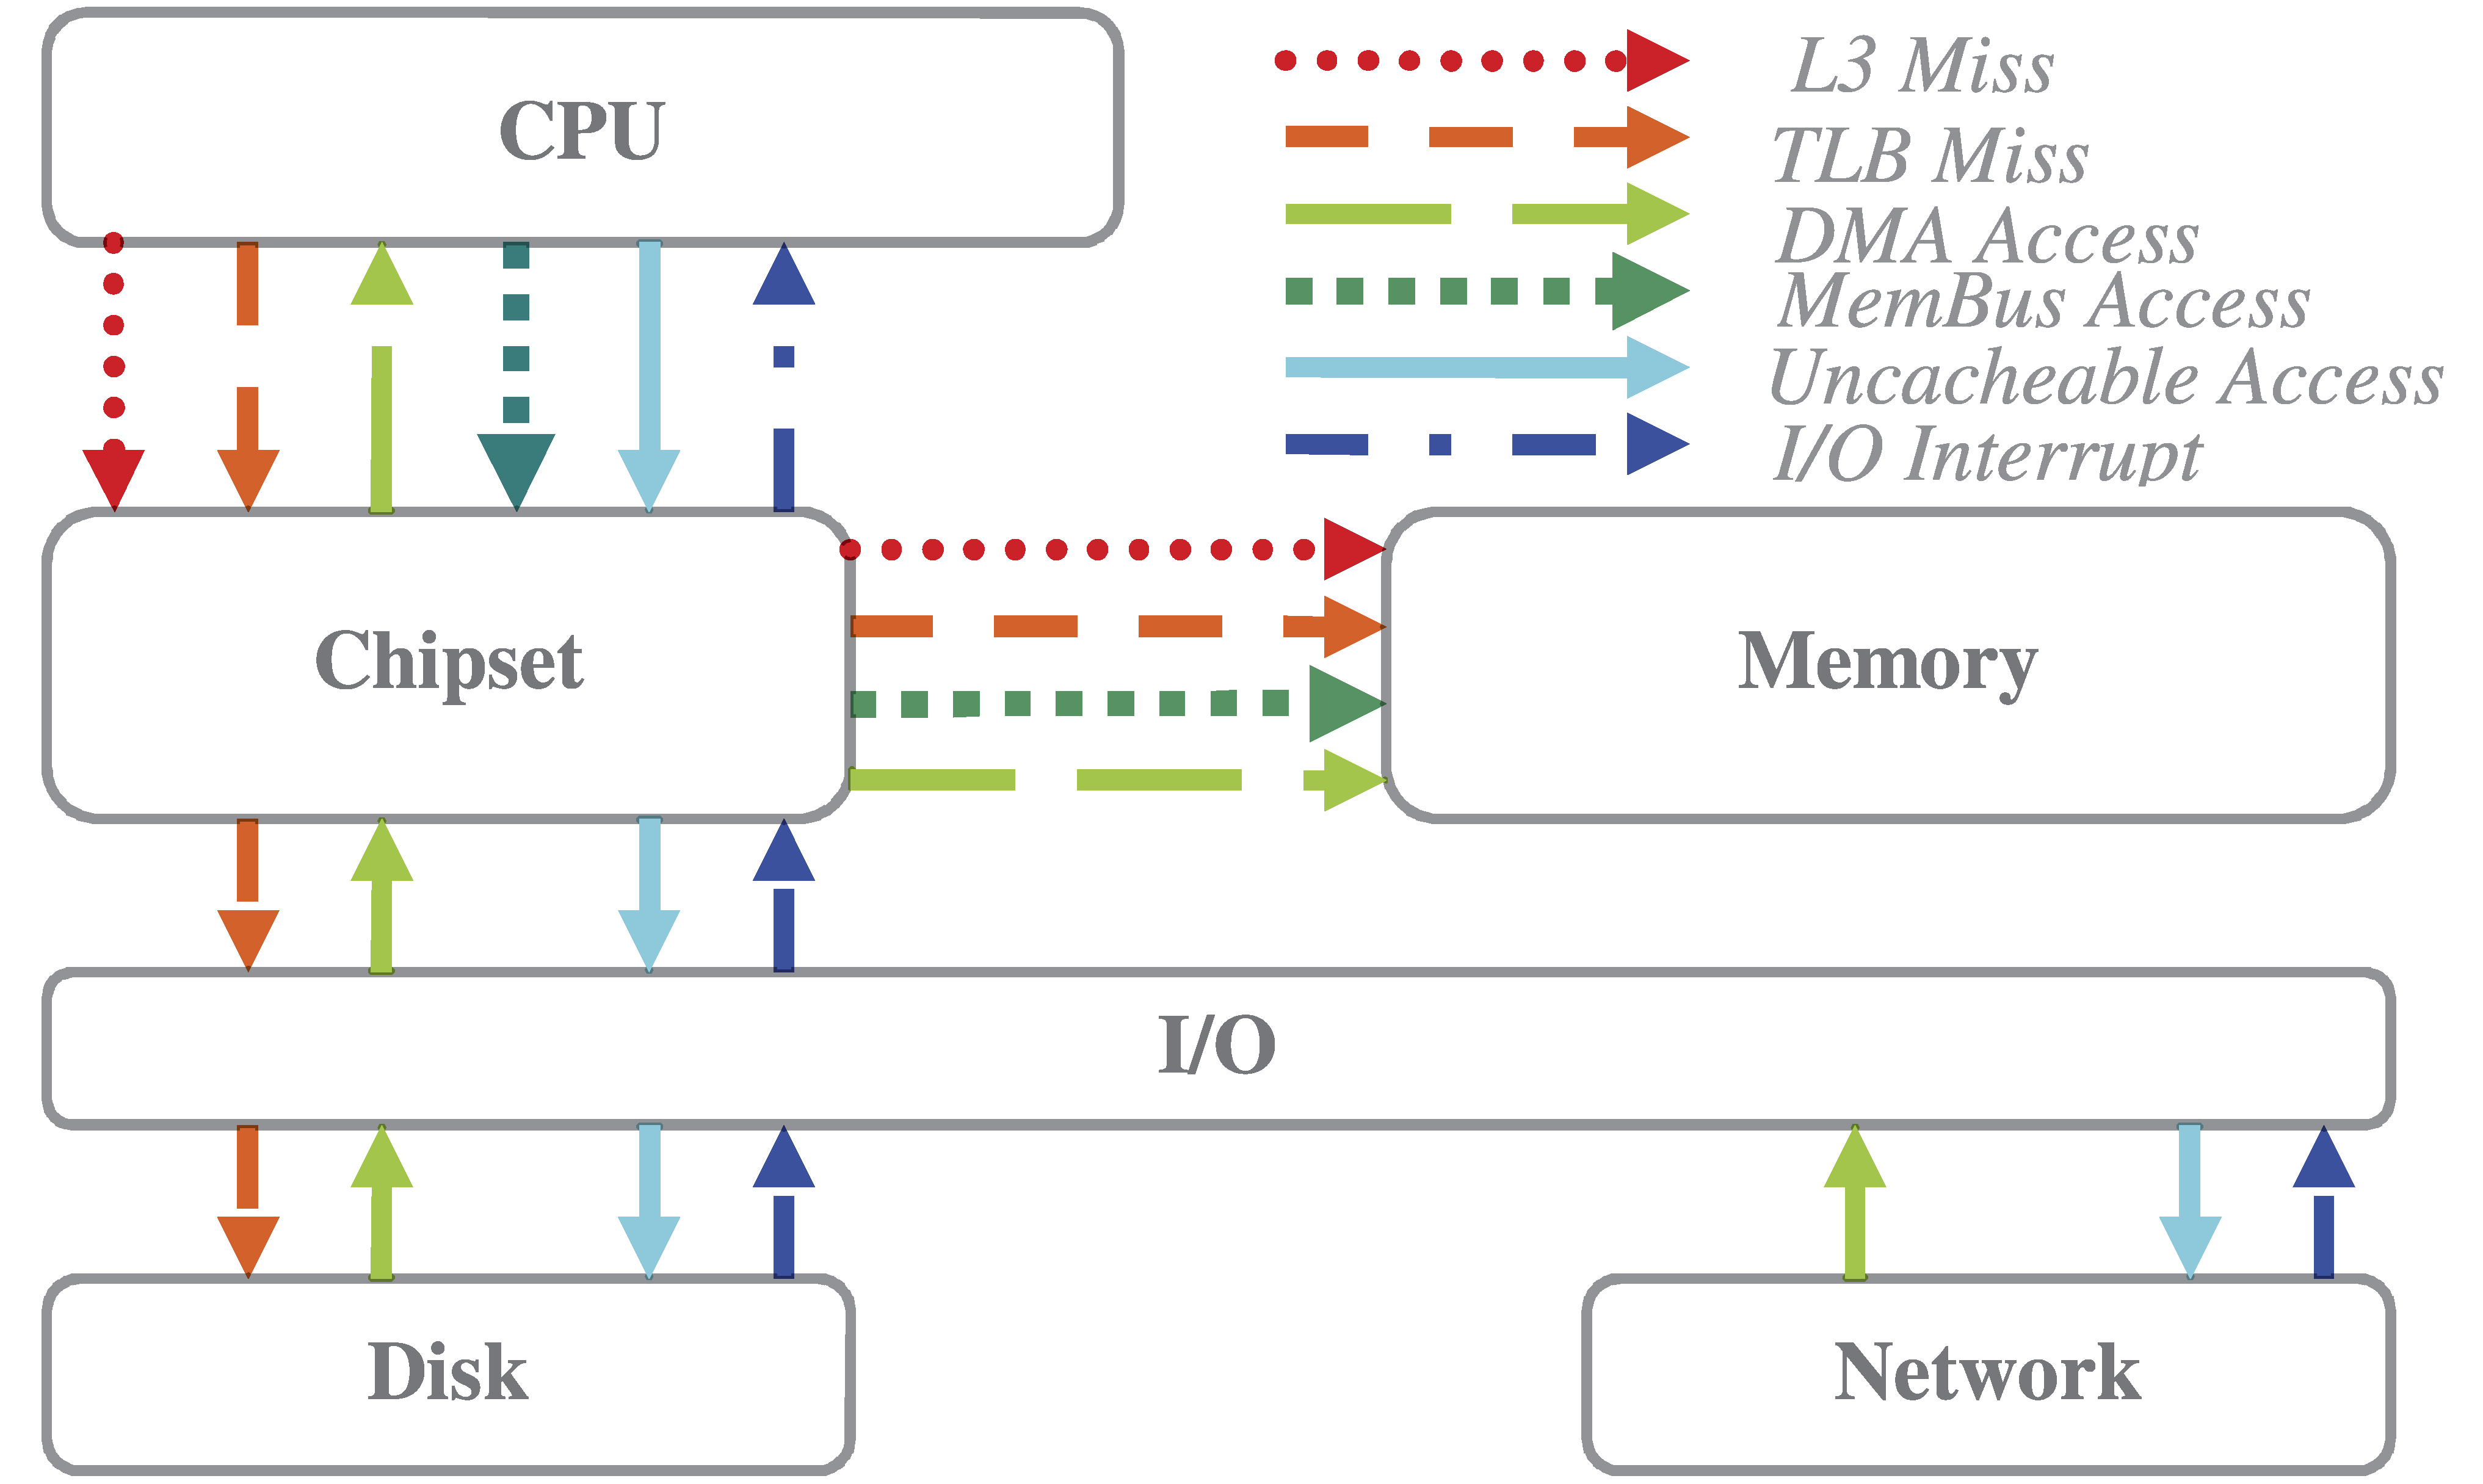 CPU
L3 Miss
TLB Miss
DMA Access
MemBus Access
Uncacheable Access
I/O Interrupt
Chipset
Memory
I/O
Disk
Network